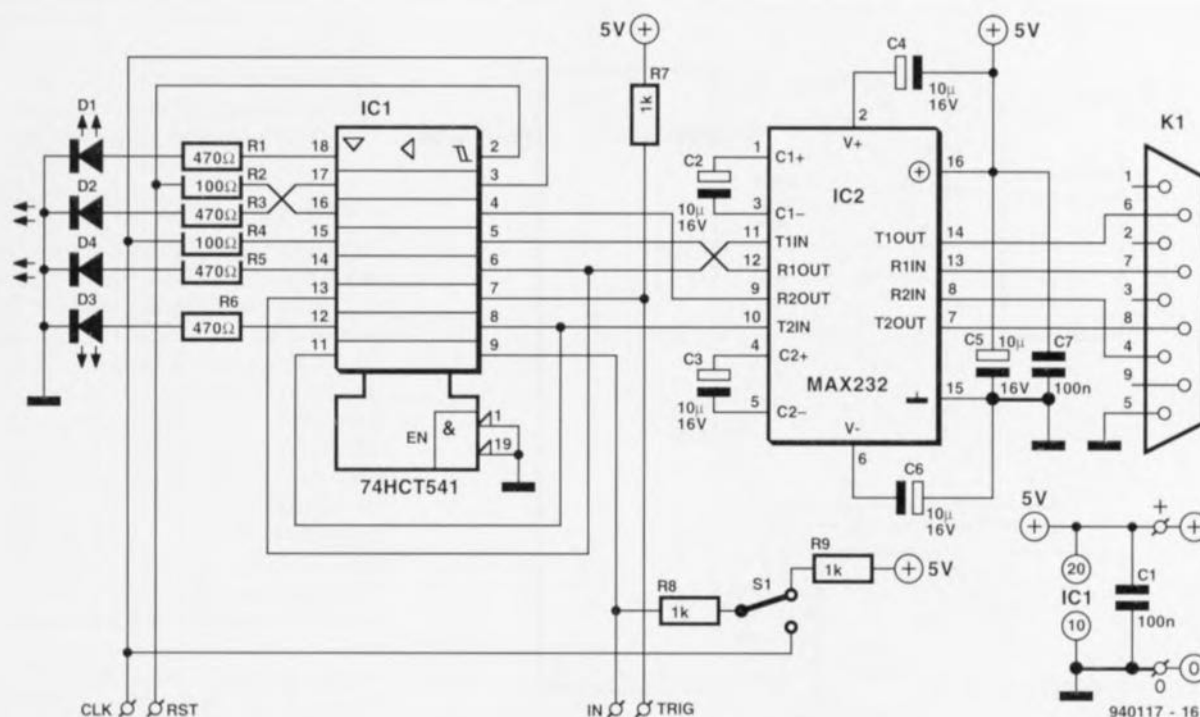 5V
C4
5V
10µ
16V
R7
1k
IC1
K1
D1
R1
470Ω
18
2
R2
100Ω
17
3
D2
R3
470Ω
16
4
R4
100Ω
15
5
D4
R5
470Ω
14
6
13
7
D3
R6
470Ω
12
8
11
9
EN
&
1
19
74HCT541
2
V+
C2
10µ
16V
1
C1+
3
C1–
IC2
16
11
T1IN
T1OUT
14
12
R1OUT
R1IN
13
9
R2OUT
R2IN
8
10
T2IN
T2OUT
7
C3
10µ
16V
4
C2+
5
C2–
MAX232
15
V-
6
C5
10µ
16V
C7
100n
C6
10µ
16V
1
6
2
7
3
8
4
9
5
R8
1k
S1
R9
1k
5V
5V
+
20
IC1
10
C1
100n
0
0
CLK
RST
IN
TRIG
940117 - 16